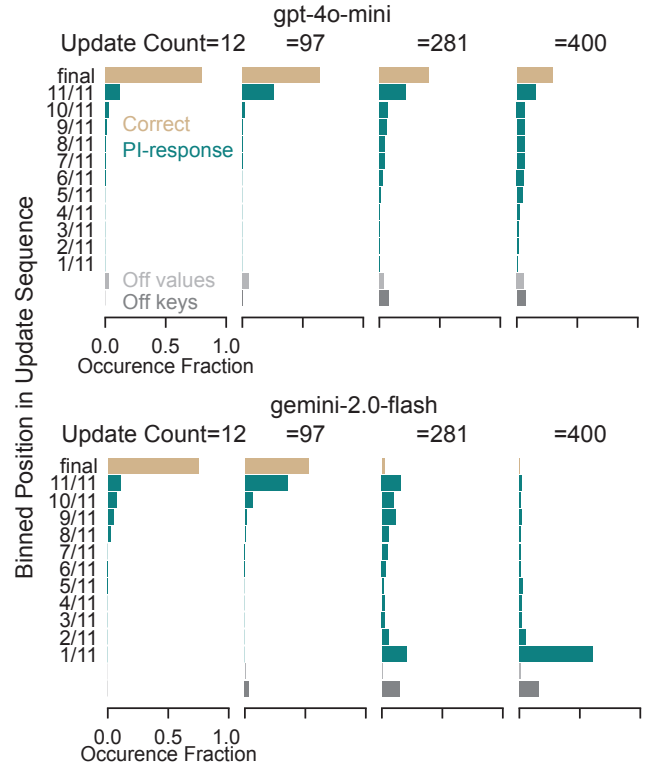 gpt-4o-mini
Update Count=12 =97 =281 =400
final
11/11
10/11
9/11
8/11
7/11
6/11
5/11
4/11
3/11
2/11
1/11
Correct
PI-response
Off values
Off keys
0.0 0.5 1.0
Occurence Fraction
Binned Position in Update Sequence
gemini-2.0-flash
Update Count=12 =97 =281 =400
final
11/11
10/11
9/11
8/11
7/11
6/11
5/11
4/11
3/11
2/11
1/11
0.0 0.5 1.0
Occurence Fraction